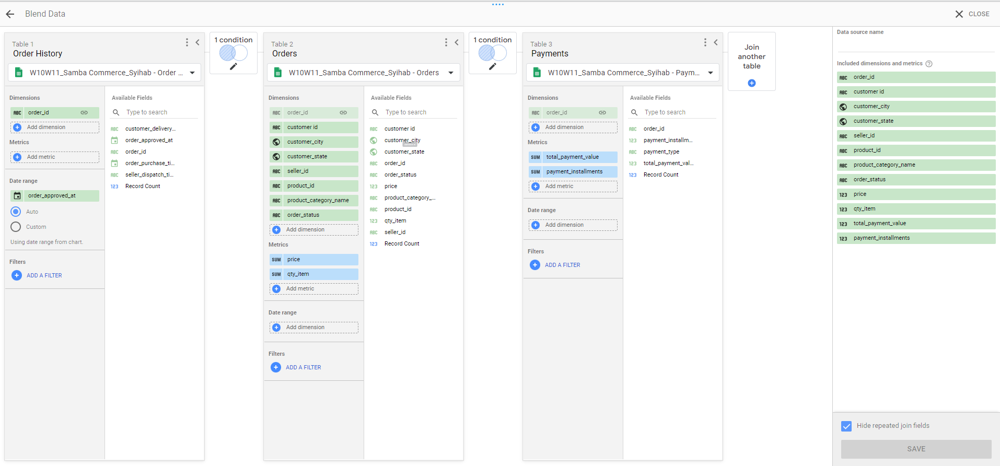 Blend Data
CLOSE
Table 1
Order History
W10W11_Samba Commerce_Syihab - Order ...
Dimensions
ABC order_id
Add dimension
Metrics
Add metric
Date range
order_approved_at
Auto
Custom
Using date range from chart.
Filters
ADD A FILTER
Available Fields
Type to search
ABC customer_delivery...
order_approved_at
ABC order_id
order_purchase_ti...
ABC seller_dispatch_ti...
123 Record Count
1 condition
Table 2
Orders
W10W11_Samba Commerce_Syihab - Orders
Dimensions
ABC order_id
ABC customer id
customer_city
customer_state
ABC seller_id
ABC product_id
ABC product_category_name
ABC order_status
Add dimension
Metrics
SUM price
SUM qty_item
Add metric
Date range
Add dimension
Filters
ADD A FILTER
Available Fields
Type to search
ABC customer id
customer_city
customer_state
ABC order_id
ABC order_status
123 price
ABC product_category_...
ABC product_id
123 qty_item
ABC seller_id
123 Record Count
1 condition
Table 3
Payments
W10W11_Samba Commerce_Syihab - Paym...
Dimensions
ABC order_id
Add dimension
Metrics
SUM total_payment_value
SUM payment_installments
Add metric
Date range
Add dimension
Filters
ADD A FILTER
Available Fields
Type to search
ABC order_id
123 payment_installm...
ABC payment_type
123 total_payment_val...
123 Record Count
Join
another
table
Data source name
Included dimensions and metrics
ABC order_id
ABC customer id
customer_city
customer_state
ABC seller_id
ABC product_id
ABC product_category_name
ABC order_status
123 price
123 qty_item
123 total_payment_value
123 payment_installments
Hide repeated join fields
SAVE